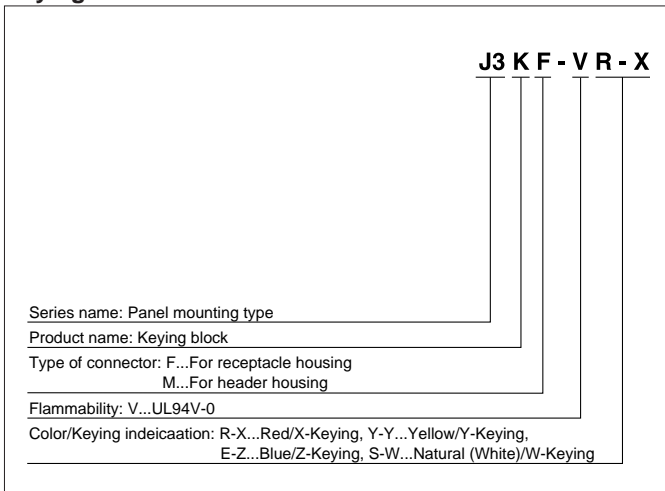 J3 K F - V R - X
Series name: Panel mounting type
Product name: Keying block
Type of connector: F...For receptacle housing
M...For header housing
Flammability: V...UL94V-0
Color/Keying indeicaation: R-X...Red/X-Keying, Y-Y...Yellow/Y-Keying,
E-Z...Blue/Z-Keying, S-W...Natural (White)/W-Keying